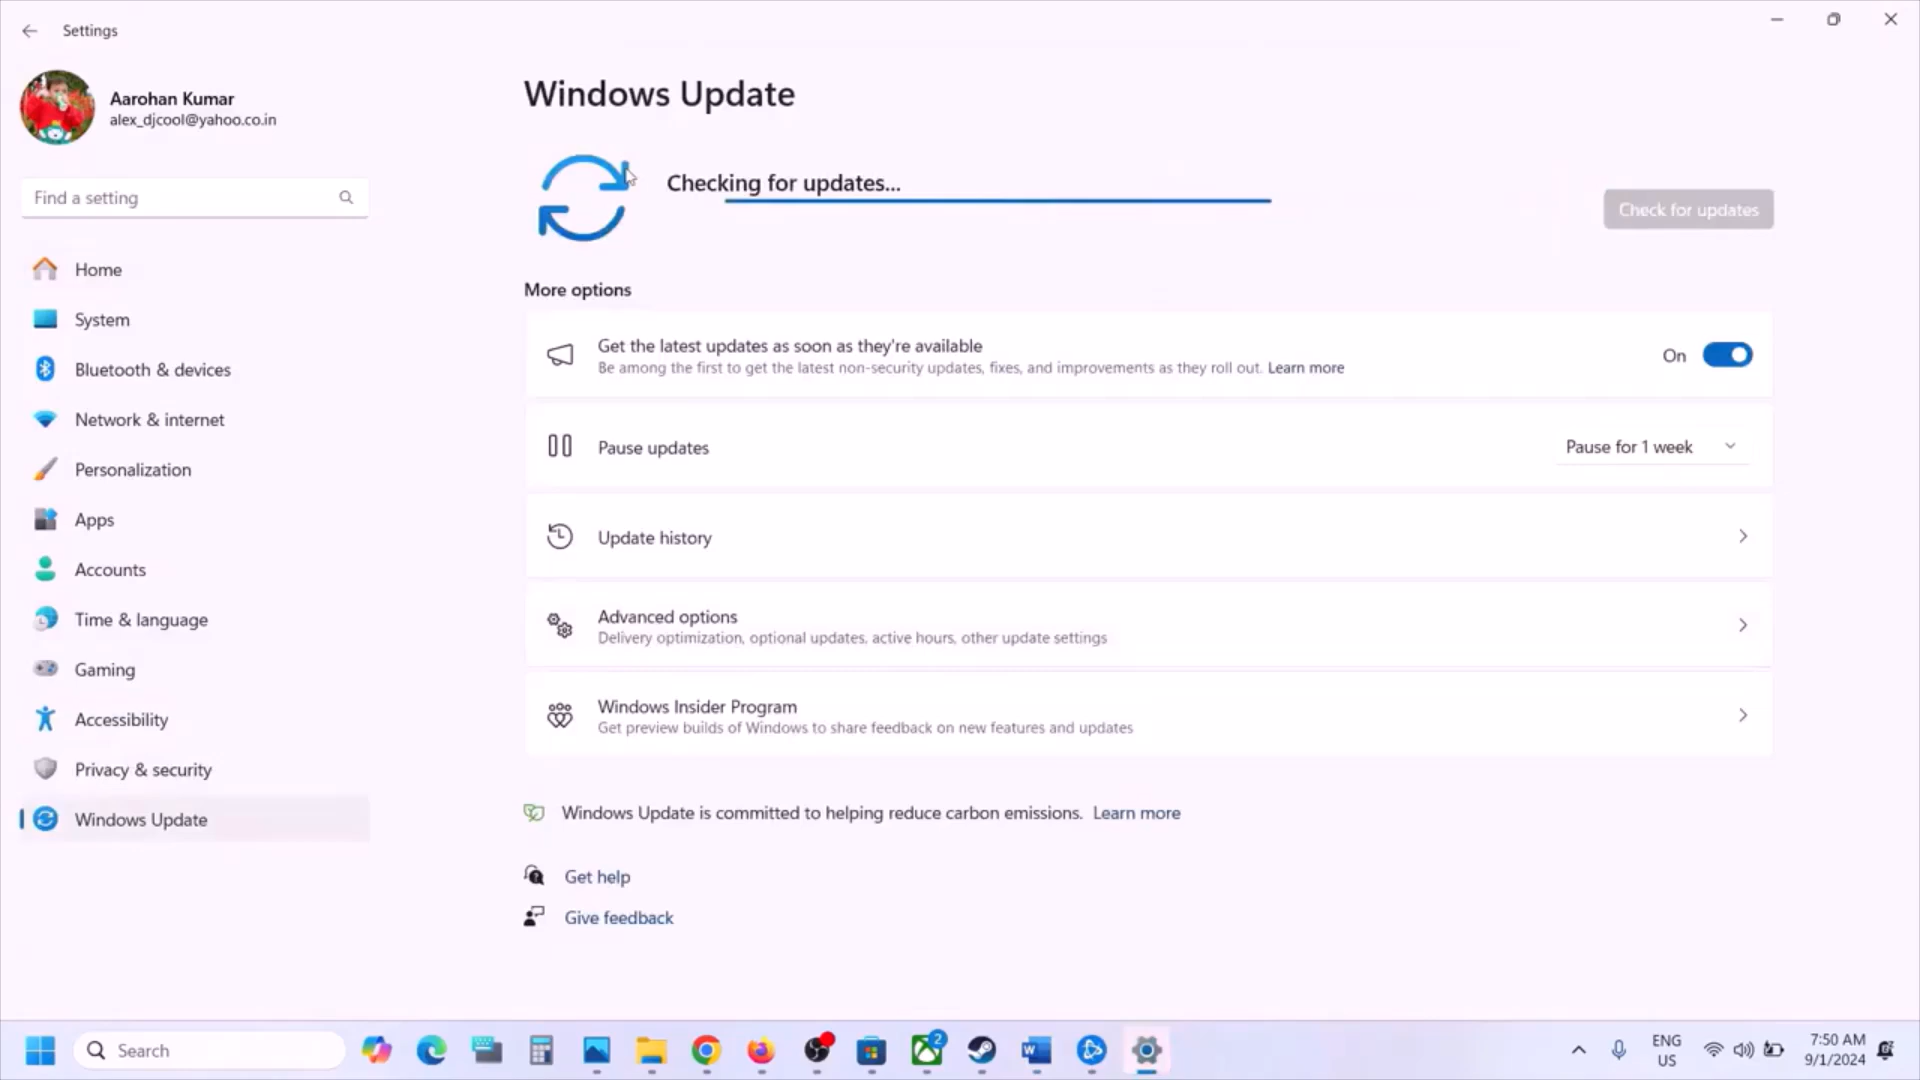 Settings
Aarohan Kumar
alex_djcool@yahoo.co.in
Find a setting
Home
System
Bluetooth & devices
Network & internet
Personalization
Apps
Accounts
Time & language
Gaming
Accessibility
Privacy & security
Windows Update
Windows Update
Checking for updates...
Check for updates
More options
Get the latest updates as soon as they're available
Be among the first to get the latest non-security updates, fixes, and improvements as they roll out. Learn more
On
Pause updates
Pause for 1 week
Update history
Advanced options
Delivery optimization, optional updates, active hours, other update settings
Windows Insider Program
Get preview builds of Windows to share feedback on new features and updates
Windows Update is committed to helping reduce carbon emissions. Learn more
Get help
Give feedback
Search
2
ENG
US
7:50 AM
9/1/2024